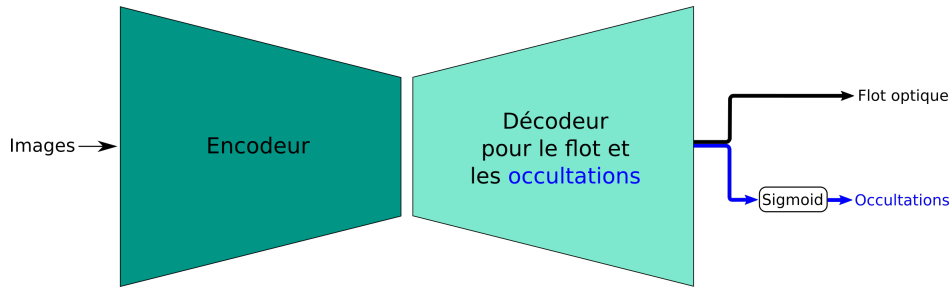 Images
Encodeur
Décodeur
pour le flot et
les occultations
Flot optique
Sigmoid
Occultations